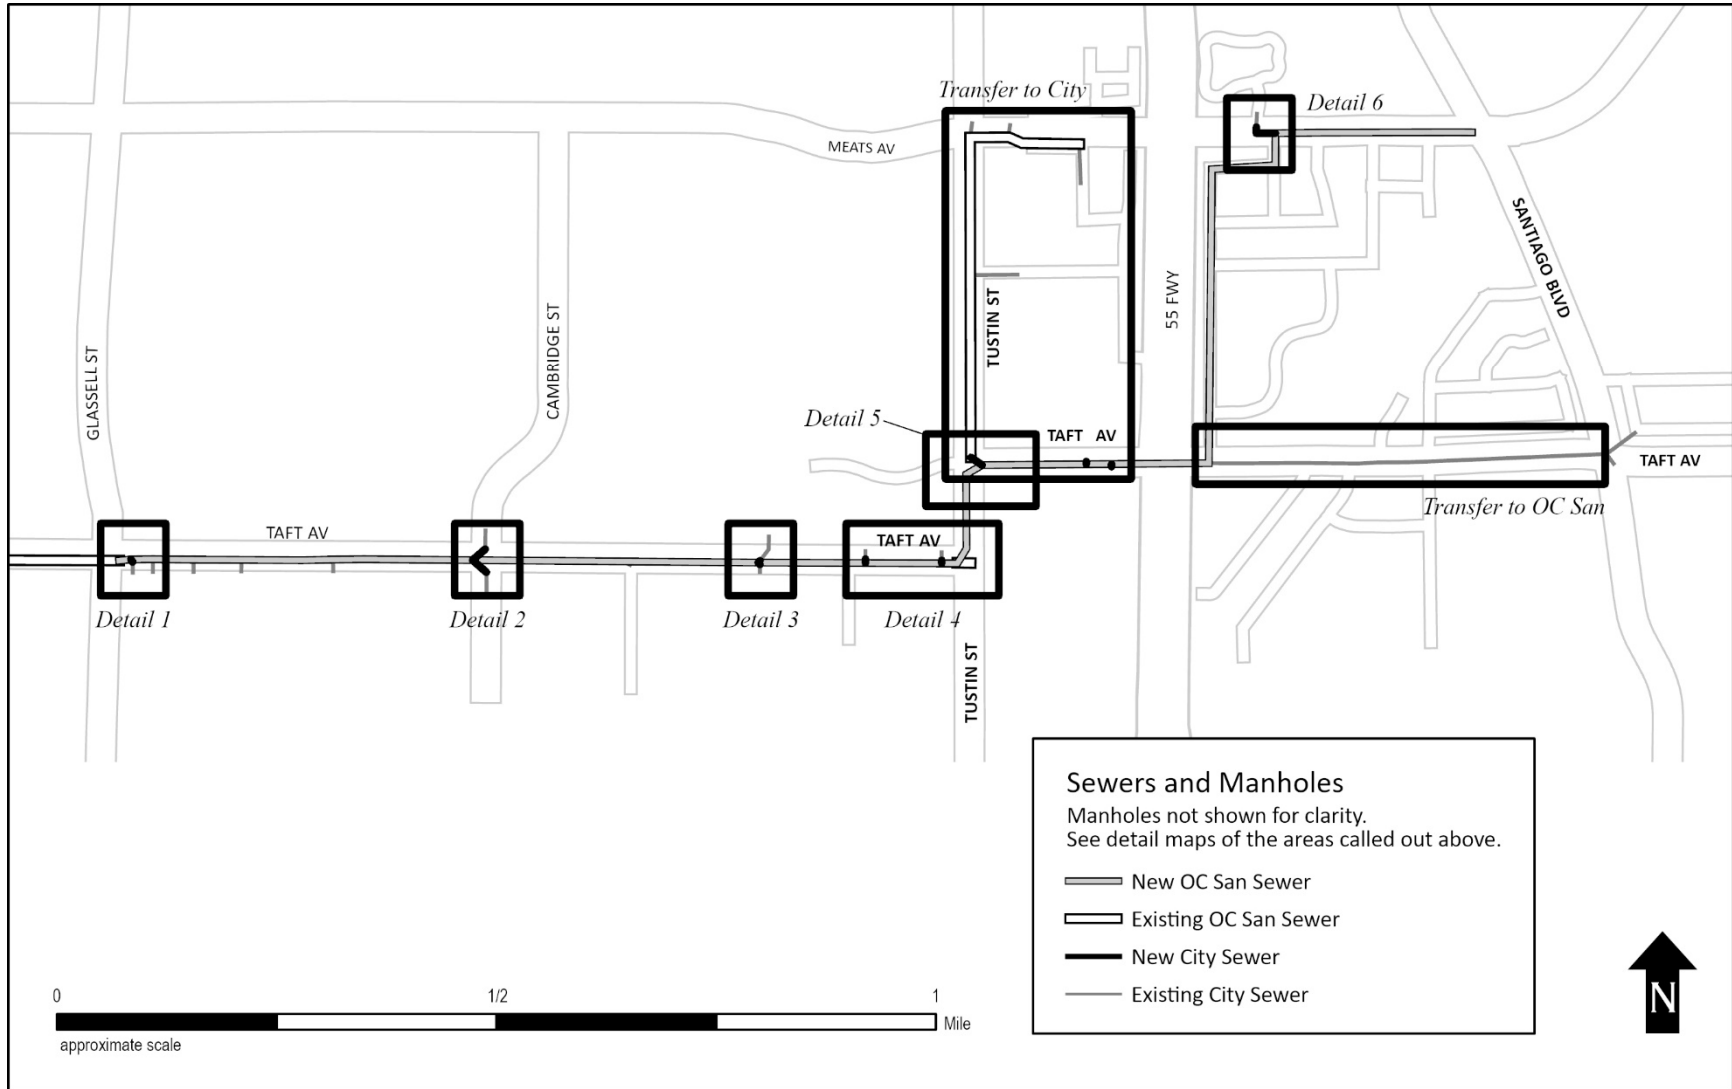 Transfer to City
Detail 6
MEATS AV
SANTIAGO BLVD
55 FWY
TUSTIN ST
CAMBRIDGE ST
GLASSELL ST
Detail 5
TAFT AV
TAFT AV
Transfer to OC San
TAFT AV
TAFT AV
Detail 1
Detail 2
Detail 3
Detail 4
TUSTIN ST
Sewers and Manholes
Manholes not shown for clarity.
See detail maps of the areas called out above.
New OC San Sewer
Existing OC San Sewer
New City Sewer
Existing City Sewer
0 1/2 1
Mile
approximate scale
N